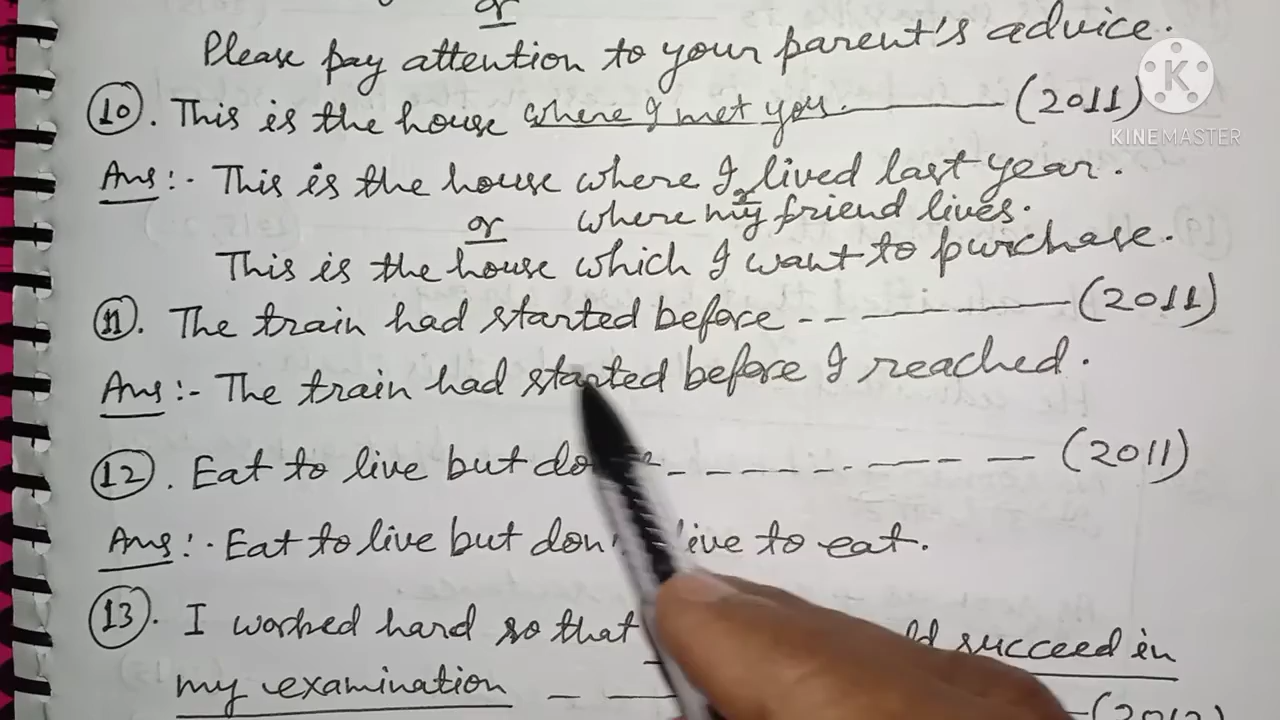 or
Please pay attention to your parent's advice.
(10). This is the house where I met you. (2011)
Ans:- This is the house where I lived last year.
or where my friend lives.
or
This is the house which I want to purchase.
(11). The train had started before -------- (2011)
Ans:- The train had started before I reached.
(12). Eat to live but -------- (2011)
Ans:- Eat to live but live to eat.
(13). I worked hard so that succeed in
my examination --
KINEMASTER